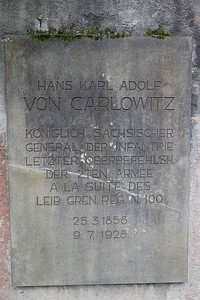 HANS KARL ADOLF
VON CARLOWITZ
KÖNIGLICH SÄCHSISCHER
GENERAL DER INFANTRIE
LETZTER OBERBEFEHLSH
DER 2TEN ARMEE
A LA SUITE DES
LEIB GREN. REG. N. 100
25. 3. 1858
9. 7. 1928